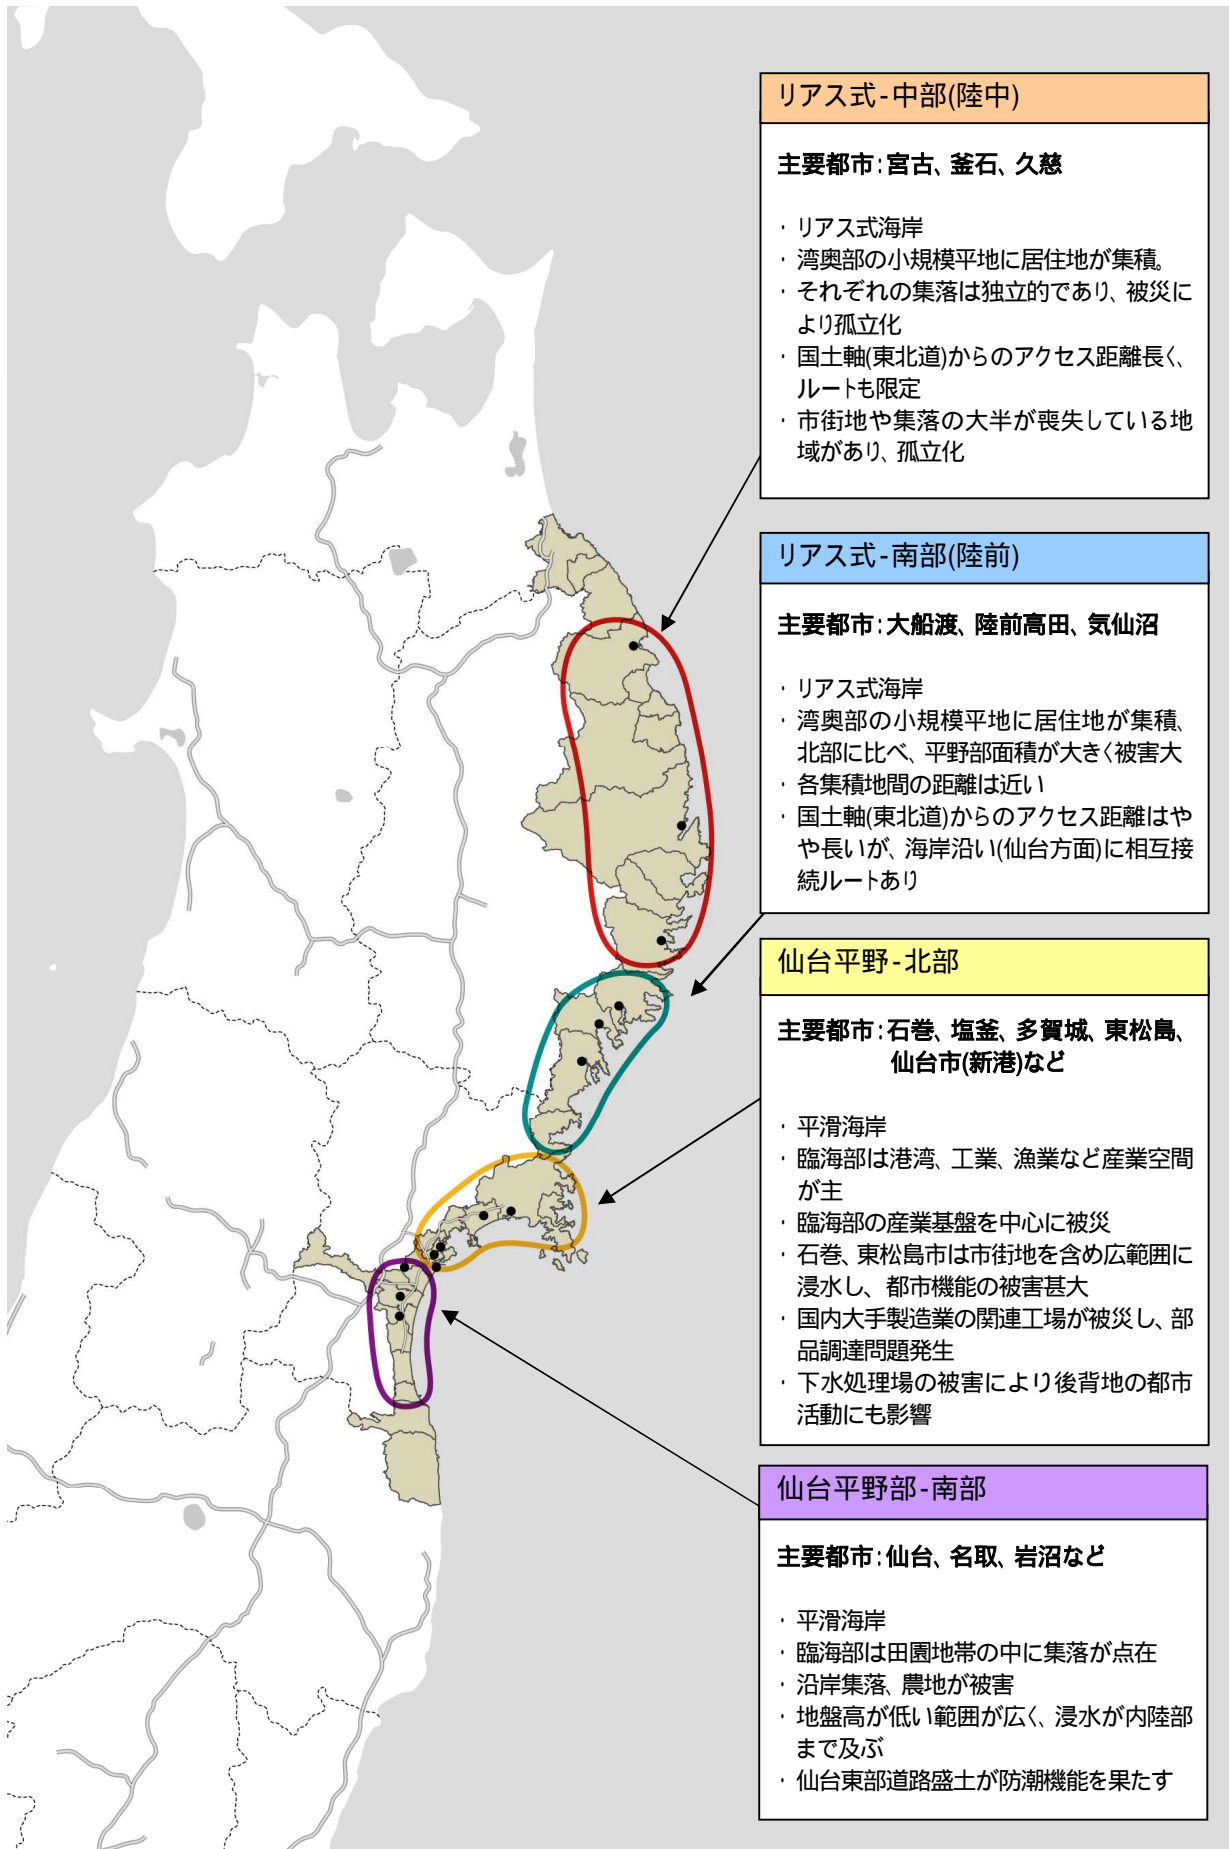 リアス式-中部(陸中)
主要都市:宮古、釜石、久慈
・ リアス式海岸
・ 湾奥部の小規模平地に居住地が集積。
・ それぞれの集落は独立的であり、被災に
より孤立化
・ 国土軸(東北道)からのアクセス距離長く、
ルートも限定
・ 市街地や集落の大半が喪失している地
域があり、孤立化
リアス式-南部(陸前)
主要都市:大船渡、陸前高田、気仙沼
・ リアス式海岸
・ 湾奥部の小規模平地に居住地が集積、
北部に比べ、平野部面積が大きく被害大
・ 各集積地間の距離は近い
・ 国土軸(東北道)からのアクセス距離はや
や長いが、海岸沿い(仙台方面)に相互接
続ルートあり
仙台平野-北部
主要都市:石巻、塩釜、多賀城、東松島、
仙台市(新港)など
・ 平滑海岸
・ 臨海部は港湾、工業、漁業など産業空間
が主
・ 臨海部の産業基盤を中心に被災
・ 石巻、東松島市は市街地を含め広範囲に
浸水し、都市機能の被害甚大
・ 国内大手製造業の関連工場が被災し、部
品調達問題発生
・ 下水処理場の被害により後背地の都市
活動にも影響
仙台平野部-南部
主要都市:仙台、名取、岩沼など
・ 平滑海岸
・ 臨海部は田園地帯の中に集落が点在
・ 沿岸集落、農地が被害
・ 地盤高が低い範囲が広く、浸水が内陸部
まで及ぶ
・ 仙台東部道路盛土が防潮機能を果たす